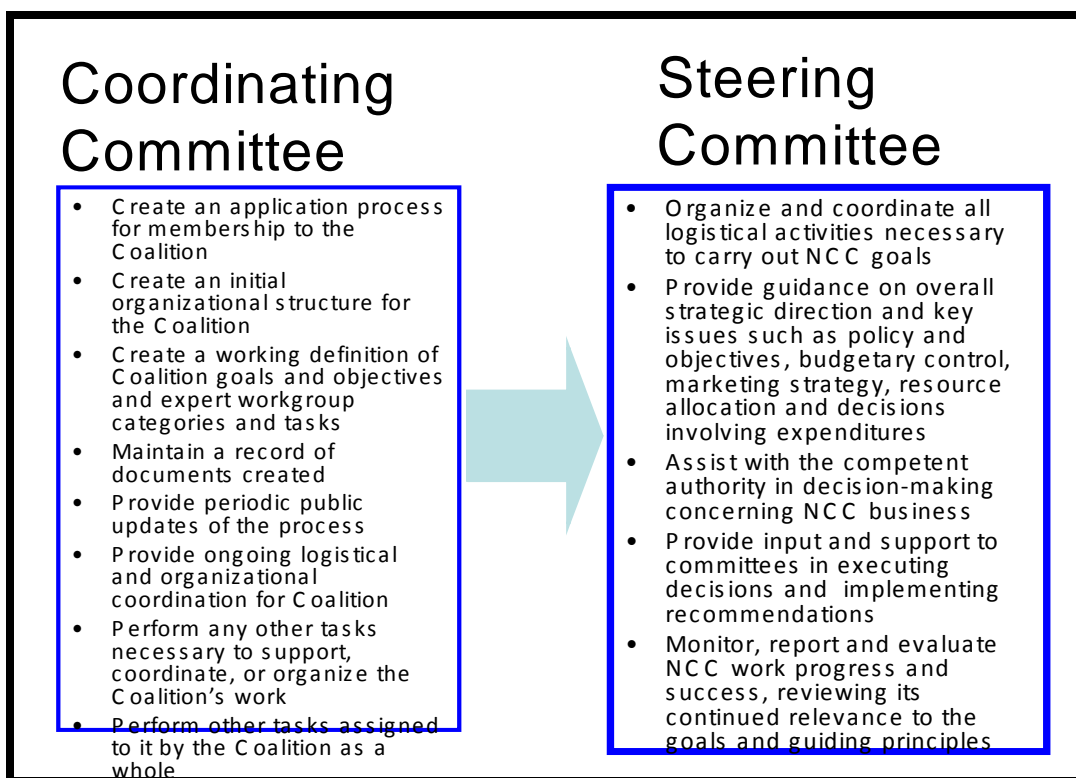 Coordinating
Committee
• Create an application process
for membership to the
Coalition
• Create an initial
organizational structure for
the Coalition
• Create a working definition of
Coalition goals and objectives
and expert workgroup
categories and tasks
• Maintain a record of
documents created
• Provide periodic public
updates of the process
• Provide ongoing logistical
and organizational
coordination for Coalition
• Perform any other tasks
necessary to support,
coordinate, or organize the
Coalition’s work
• Perform other tasks assigned
to it by the Coalition as a
whole
Steering
Committee
• Organize and coordinate all
logistical activities necessary
to carry out NCC goals
• Provide guidance on overall
strategic direction and key
issues such as policy and
objectives, budgetary control,
marketing strategy, resource
allocation and decisions
involving expenditures
• Assist with the competent
authority in decision-making
concerning NCC business
• Provide input and support to
committees in executing
decisions and implementing
recommendations
• Monitor, report and evaluate
NCC work progress and
success, reviewing its
continued relevance to the
goals and guiding principles